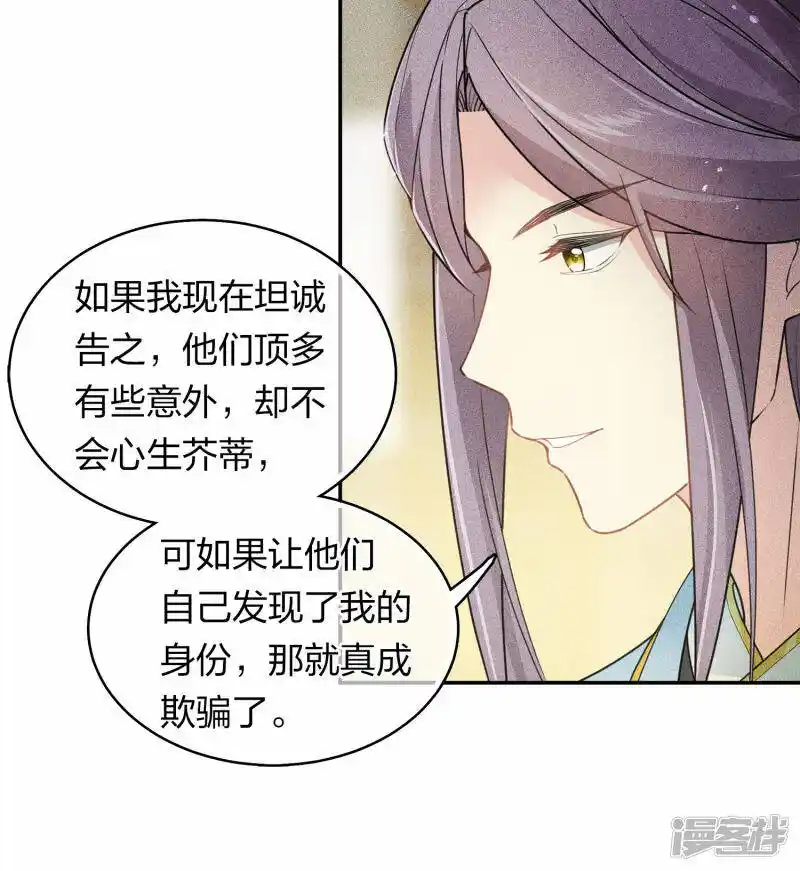 如果我现在坦诚
告之，他们顶多
有些意外，却不
会心生芥蒂，
可如果让他们
自己发现了我的
身份，那就真成
欺骗了。
漫客栈